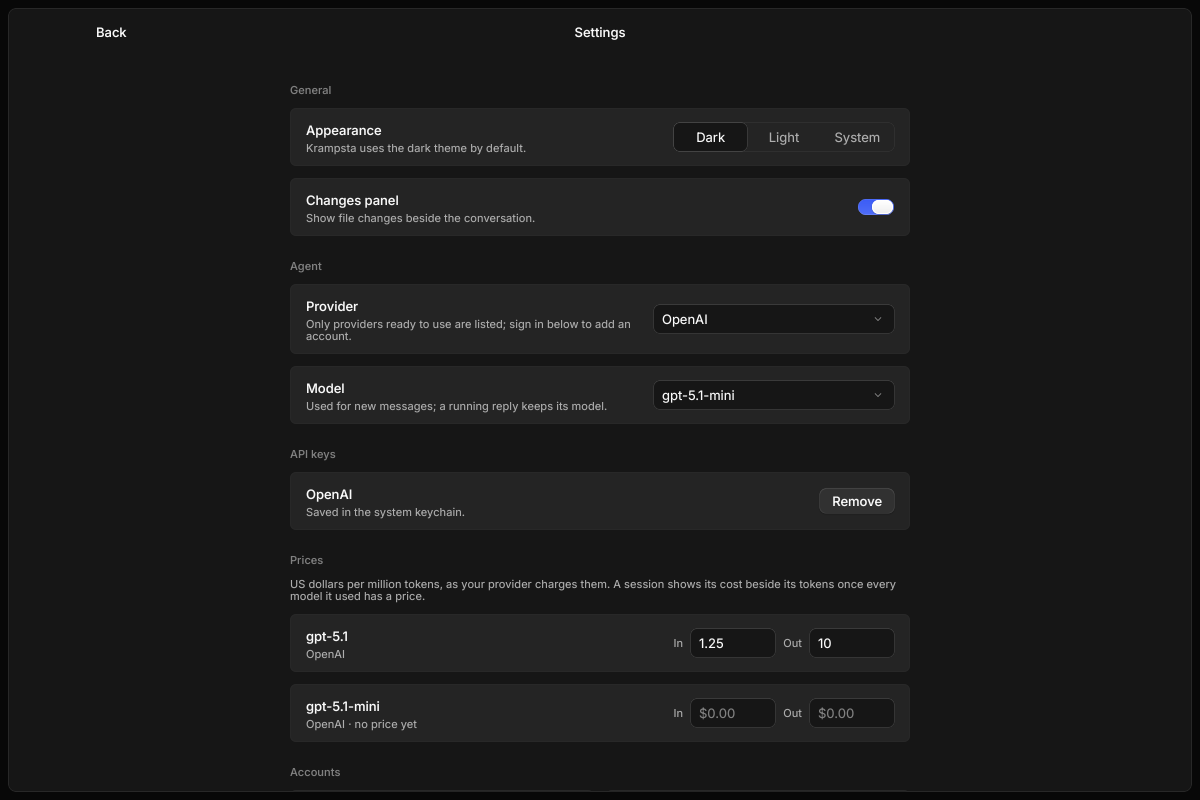 Back
Settings
General
Appearance
Krampsta uses the dark theme by default.
Dark
Light
System
Changes panel
Show file changes beside the conversation.
Agent
Provider
Only providers ready to use are listed; sign in below to add an
account.
OpenAI
Model
Used for new messages; a running reply keeps its model.
gpt-5.1-mini
API keys
OpenAI
Saved in the system keychain.
Remove
Prices
US dollars per million tokens, as your provider charges them. A session shows its cost beside its tokens once every
model it used has a price.
gpt-5.1
OpenAI
In
1.25
Out
10
gpt-5.1-mini
OpenAI · no price yet
In
$0.00
Out
$0.00
Accounts